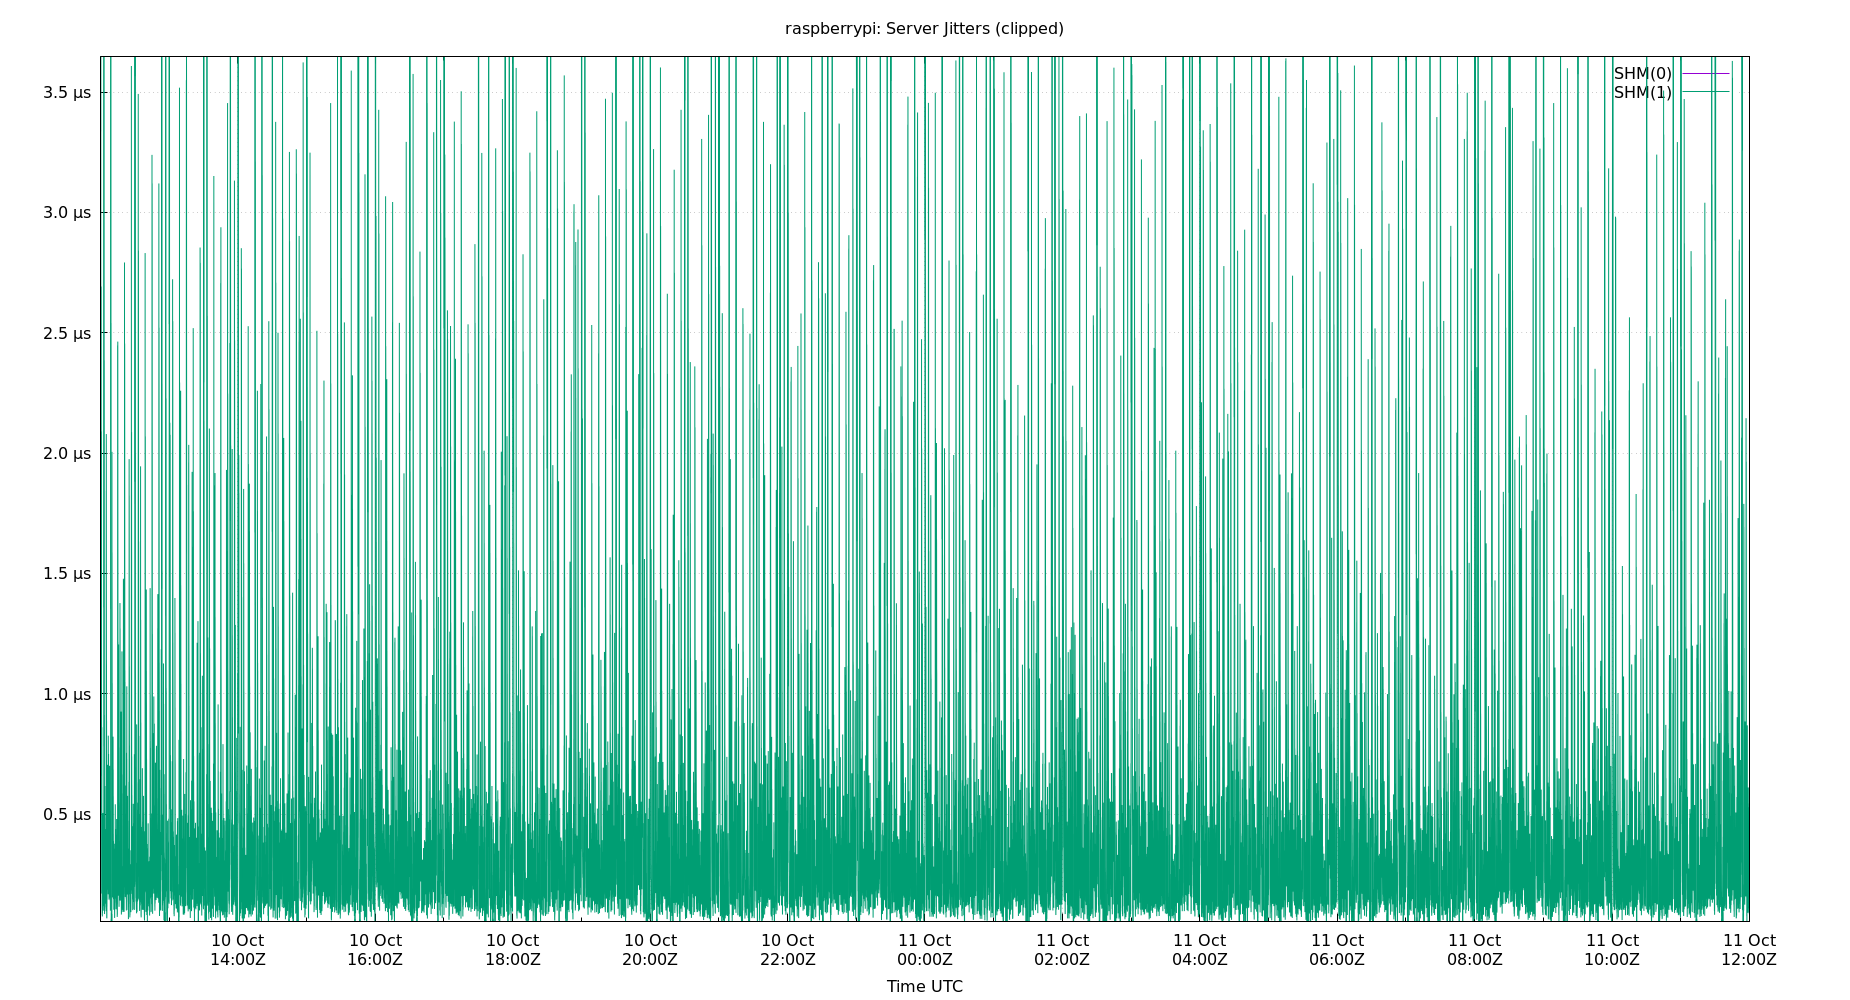 raspberrypi: Server Jitters (clipped)
SHM(0)
SHM(1)
3.5 µs
3.0 µs
2.5 µs
2.0 µs
1.5 µs
1.0 µs
0.5 µs
10 Oct 10 Oct 10 Oct 10 Oct 10 Oct 11 Oct 11 Oct 11 Oct 11 Oct 11 Oct 11 Oct 11 Oct
14:00Z 16:00Z 18:00Z 20:00Z 22:00Z 00:00Z 02:00Z 04:00Z 06:00Z 08:00Z 10:00Z 12:00Z
Time UTC